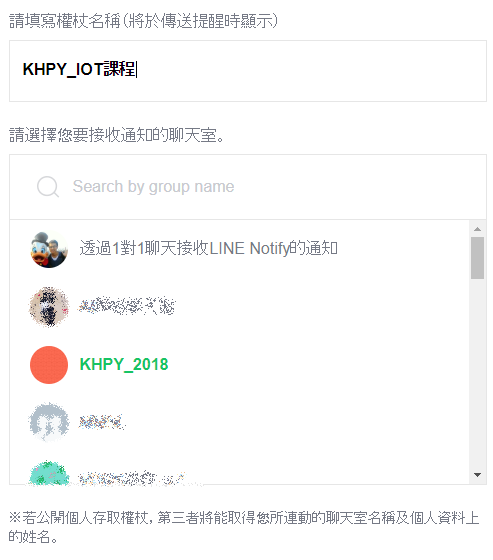 請填寫權杖名稱(將於傳送提醒時顯示)
KHPY_IOT課程
請選擇您要接收通知的聊天室。
Search by group name
透過1對1聊天接收LINE Notify的通知
KHPY_2018
※若公開個人存取權杖, 第三者將能取得您所連動的聊天室名稱及個人資料上
的姓名。